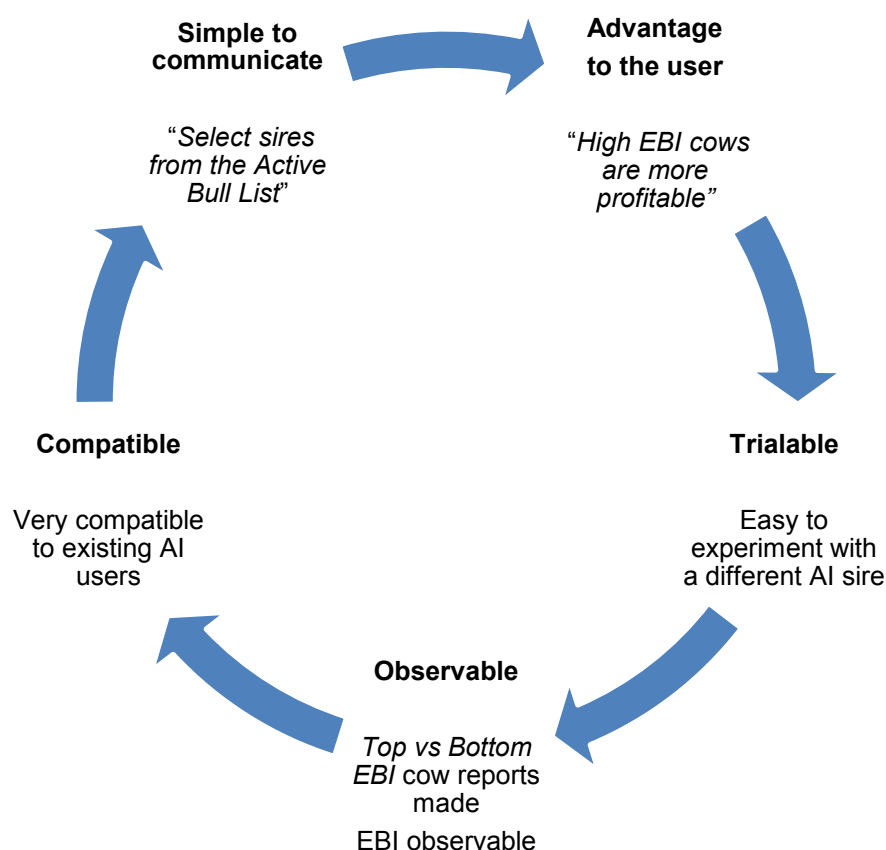 Simple to
communicate
“Select sires
from the Active
Bull List”
Advantage
to the user
“High EBI cows
are more
profitable”
Trialable
Easy to
experiment with
a different AI sire
Observable
Top vs Bottom
EBI cow reports
made
EBI observable
Compatible
Very compatible
to existing AI
users